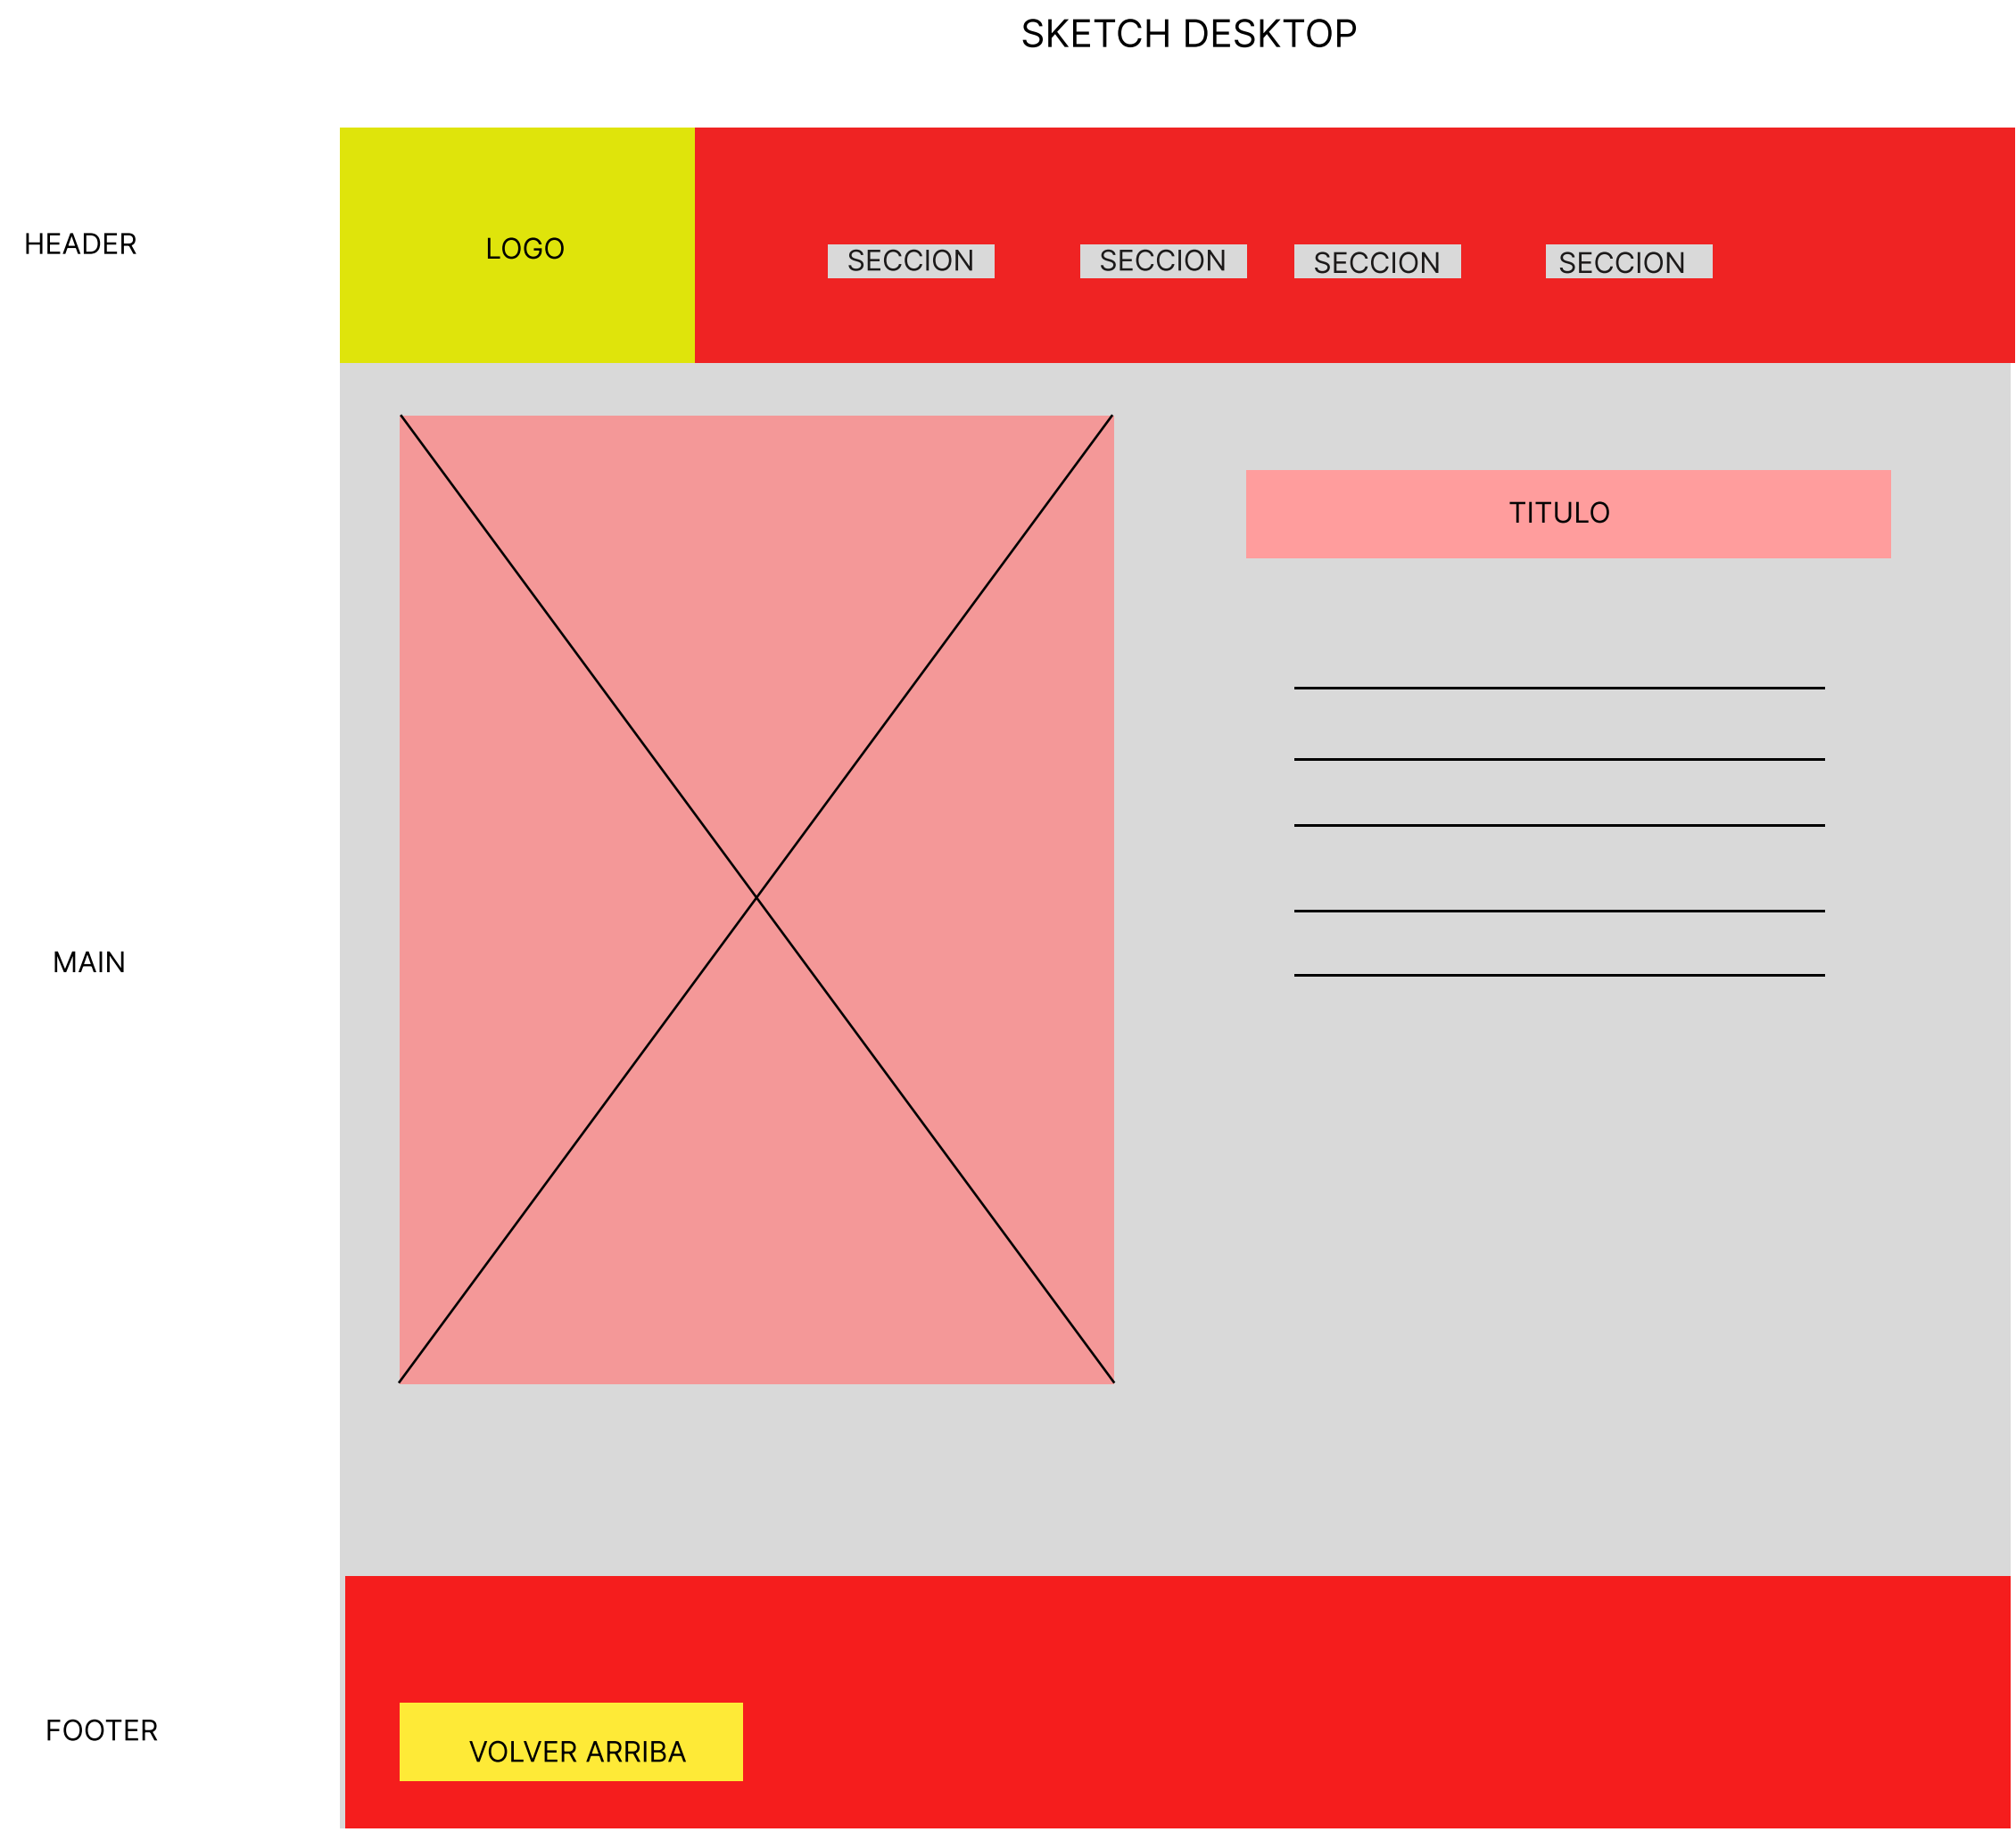 SKETCH DESKTOP
HEADER
LOGO
SECCION
SECCION
SECCION
SECCION
TITULO
MAIN
FOOTER
VOLVER ARRIBA